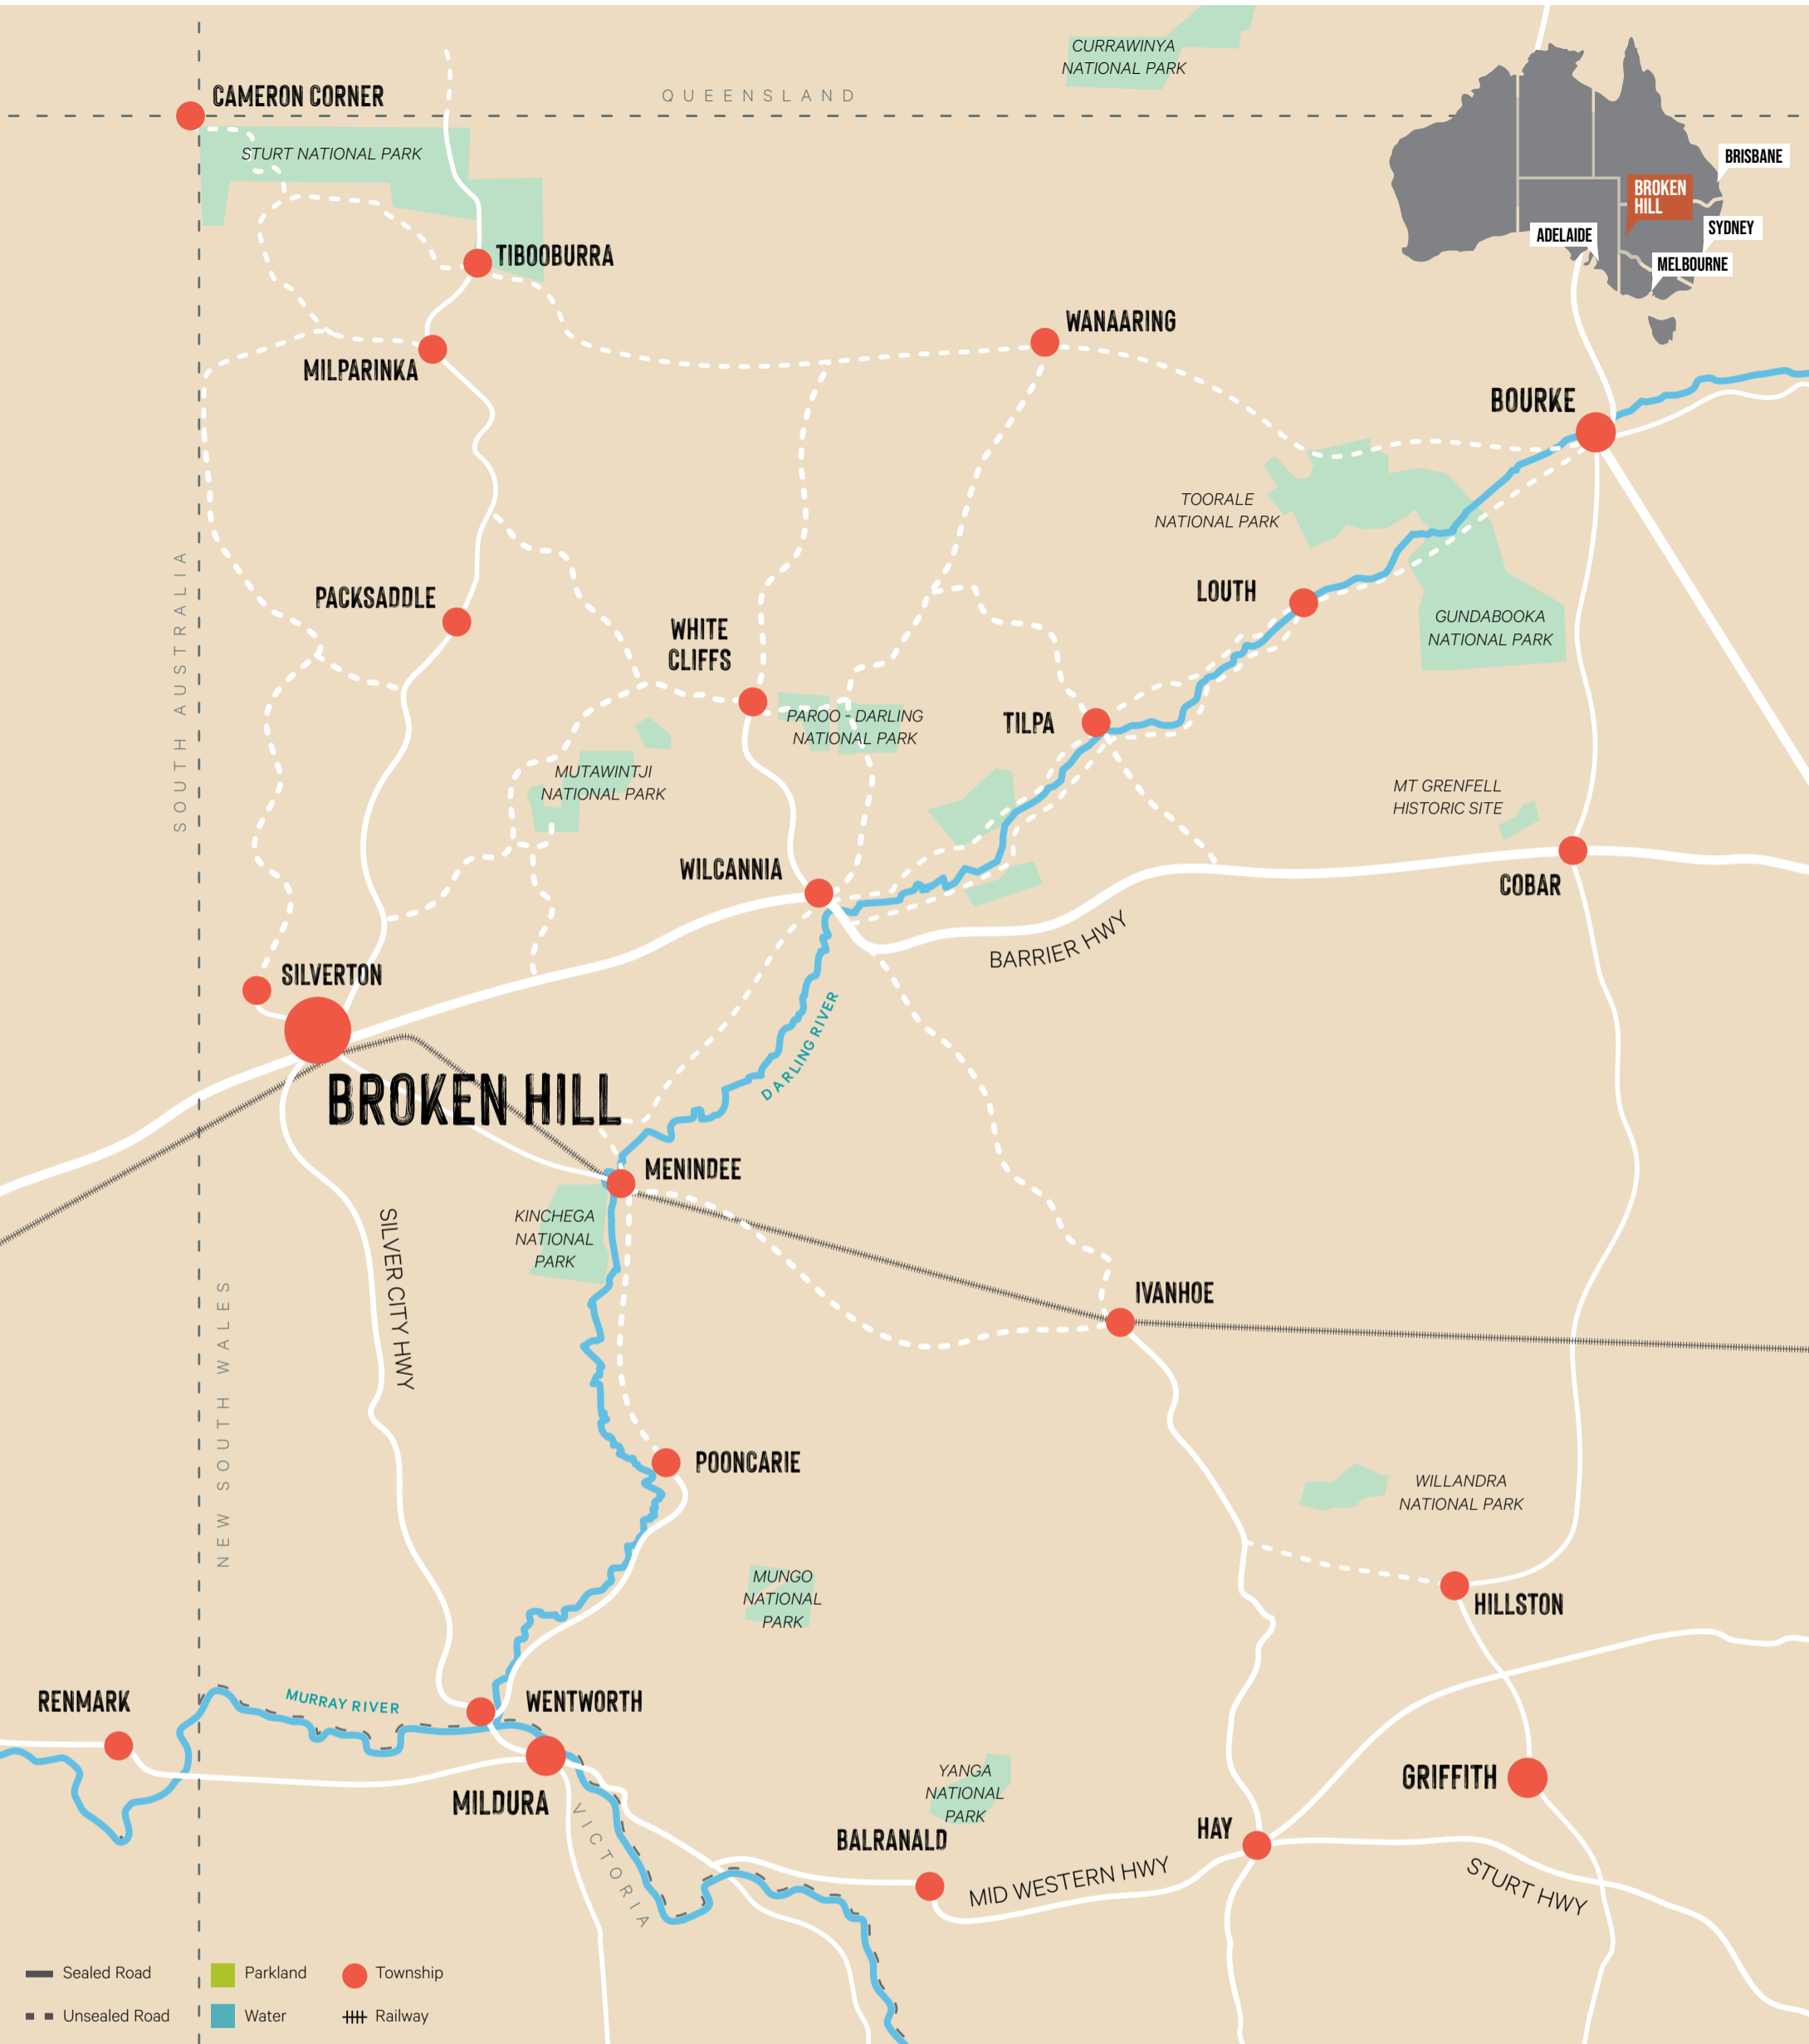 CURRAWINYA
NATIONAL PARK
QUEENSLAND
CAMERON CORNER
STURT NATIONAL PARK
BRISBANE
BROKEN
HILL
SYDNEY
ADELAIDE
MELBOURNE
TIBOOBURRA
WANAARING
MILPARINKA
BOURKE
TOORALE
NATIONAL PARK
SOUTH AUSTRALIA
PACKSADDLE
LOUTH
GUNDABOOKA
NATIONAL PARK
WHITE
CLIFFS
PAROO - DARLING
NATIONAL PARK
TILPA
MUTAWINTJI
NATIONAL PARK
MT GRENFELL
HISTORIC SITE
WILCANNIA
COBAR
BARRIER HWY
SILVERTON
DARLING RIVER
BROKEN HILL
MENINDEE
KINCHEGA
NATIONAL
PARK
SILVER CITY HWY
NEW SOUTH WALES
IVANHOE
POONCARIE
WILLANDRA
NATIONAL PARK
MUNGO
NATIONAL
PARK
HILLSTON
RENMARK
MURRAY RIVER
WENTWORTH
MILDURA
VICTORIA
YANGA
NATIONAL
PARK
GRIFFITH
BALRANALD
HAY
MID WESTERN HWY
STURT HWY
Sealed Road
Parkland
Township
Unsealed Road
Water
Railway